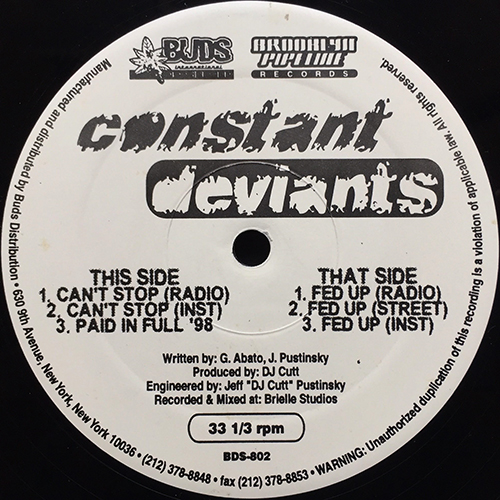 BUDS
International
BROOKLYN
PIPELINE
RECORDS
constant
deviants
THIS SIDE
1. CAN'T STOP (RADIO)
2. CAN'T STOP (INST)
3. PAID IN FULL '98
THAT SIDE
1. FED UP (RADIO)
2. FED UP (STREET)
3. FED UP (INST)
Written by: G. Abato, J. Pustinsky
Produced by: DJ Cutt
Engineered by: Jeff "DJ Cutt" Pustinsky
Recorded & Mixed at: Brielle Studios
33 1/3 rpm
BDS-802
Manufactured and distributed by Buds Distribution • 630 9th Avenue, New York, New York 10036 • (212) 378-8848 • fax (212) 378-8853 • WARNING: Unauthorized duplication of this recording is a violation of applicable law. All rights reserved.